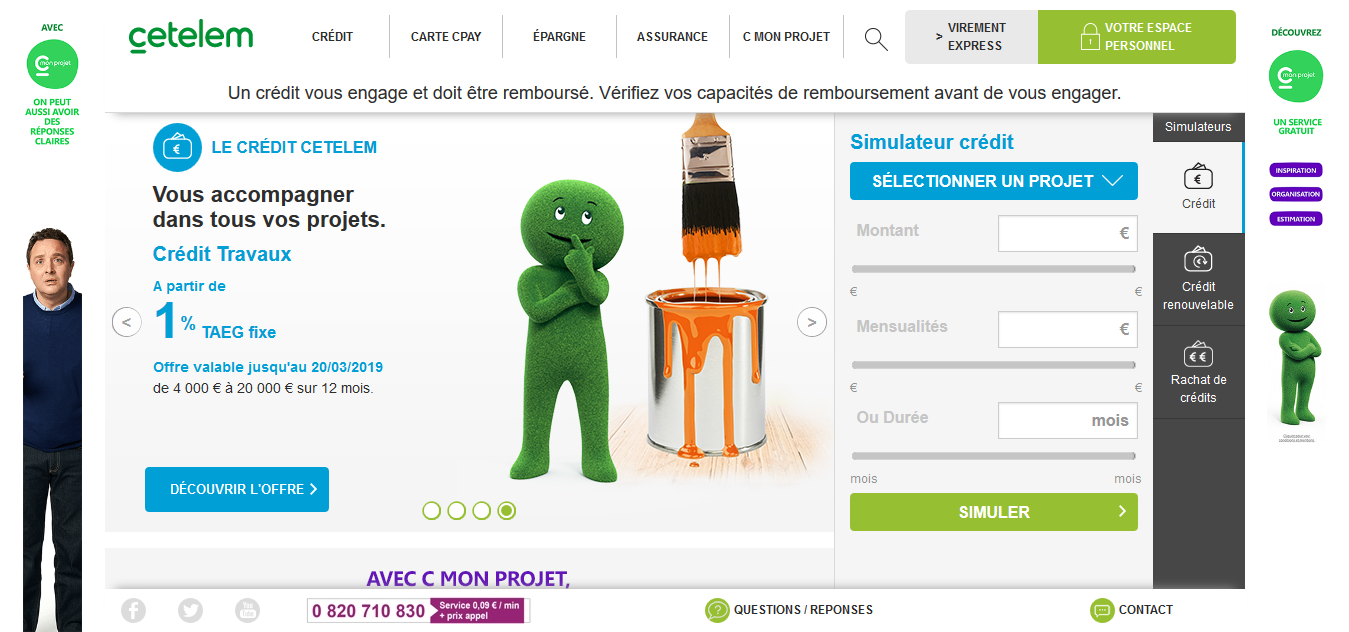 AVEC
C mon projet
ON PEUT
AUSSI AVOIR
DES
RÉPONSES
CLAIRES
cetelem
CRÉDIT
CARTE CPAY
ÉPARGNE
ASSURANCE
C MON PROJET
> VIREMENT
EXPRESS
VOTRE ESPACE
PERSONNEL
Un crédit vous engage et doit être remboursé. Vérifiez vos capacités de remboursement avant de vous engager.
€
LE CRÉDIT CETELEM
Vous accompagner
dans tous vos projets.
Crédit Travaux
A partir de
1% TAEG fixe
Offre valable jusqu'au 20/03/2019
de 4 000 € à 20 000 € sur 12 mois.
<
>
DÉCOUVRIR L'OFFRE >
Simulateur crédit
SÉLECTIONNER UN PROJET
Montant €
€ €
Mensualités €
€ €
Ou Durée mois
mois mois
SIMULER >
Simulateurs
€
Crédit
€
Crédit
renouvelable
€ €
Rachat de
crédits
AVEC C MON PROJET,
f
You
Tube
0 820 710 830
Service 0,09 € / min
+ prix appel
?
QUESTIONS / REPONSES
CONTACT
DÉCOUVREZ
C mon projet
UN SERVICE
GRATUIT
INSPIRATION
ORGANISATION
ESTIMATION